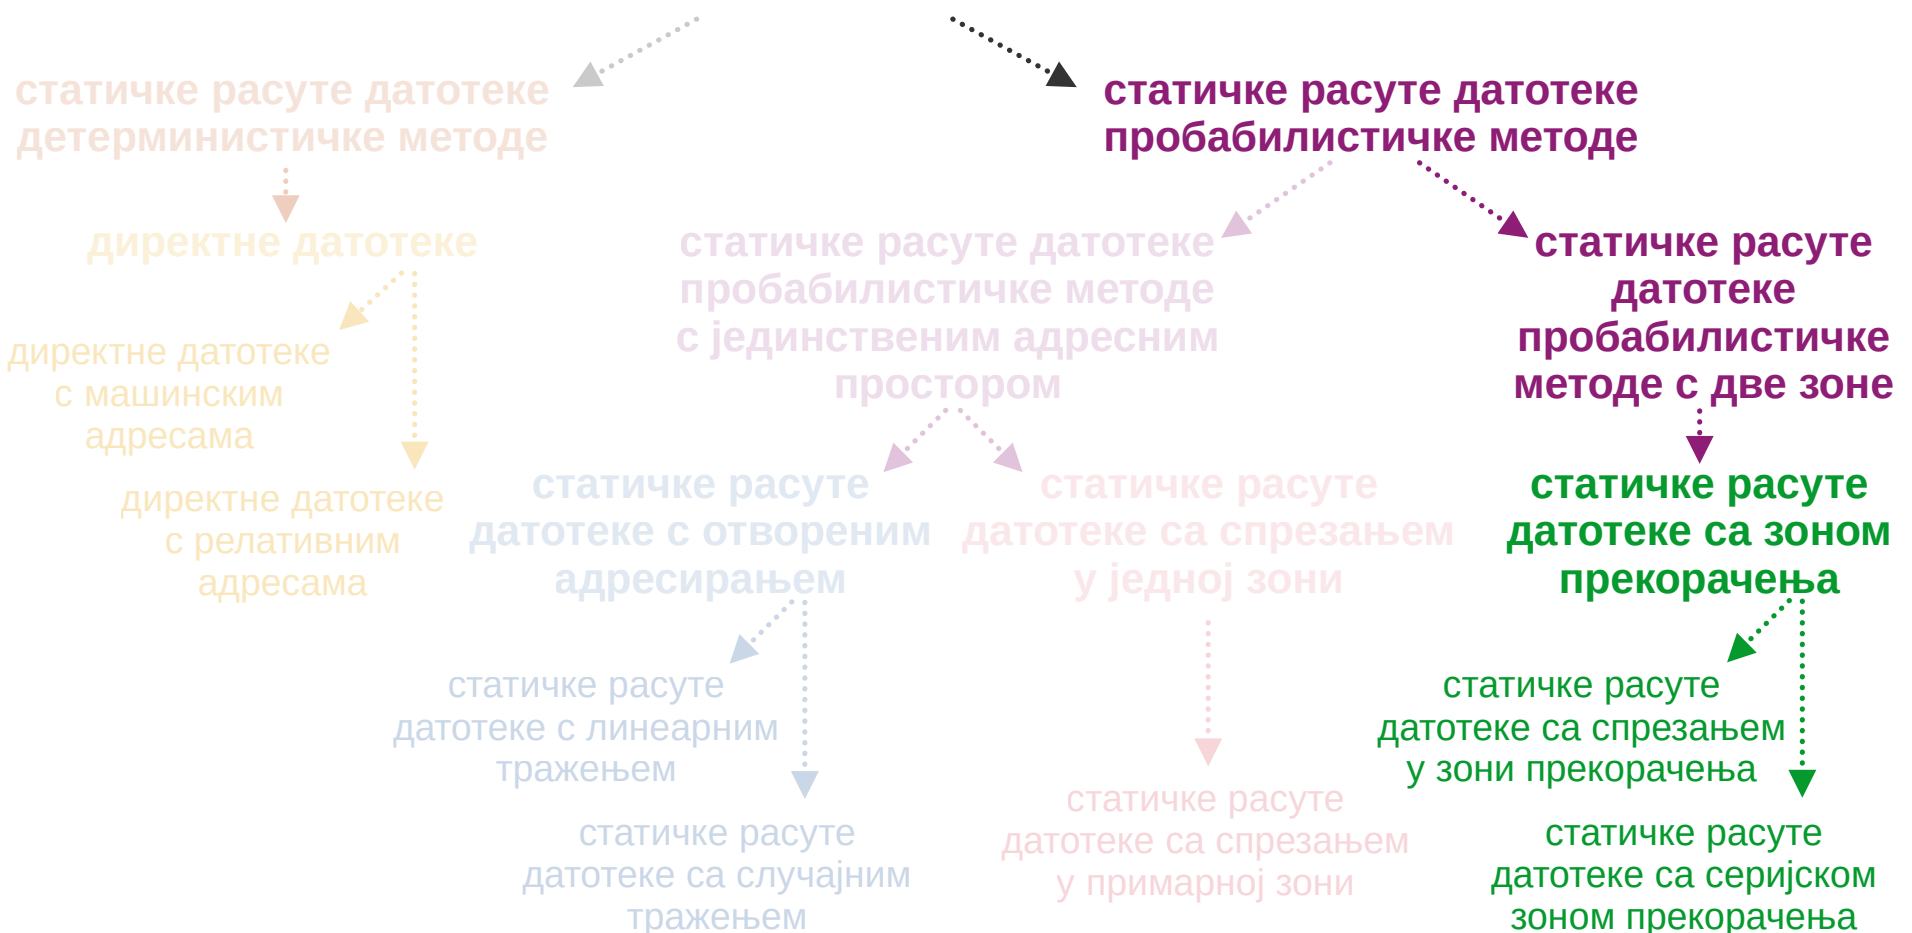 статичке расуте датотеке
детерминистичке методе
статичке расуте датотеке
пробабилистичке методе
директне датотеке
статичке расуте датотеке
пробабилистичке методе
с јединственим адресним
простором
статичке расуте
датотеке
пробабилистичке
методе с две зоне
директне датотеке
с машинским
адресама
директне датотеке
с релативним
адресама
статичке расуте
датотеке с отвореним
адресирањем
статичке расуте
датотеке са спрезањем
у једној зони
статичке расуте
датотеке са зоном
прекорачења
статичке расуте
датотеке с линеарним
тражењем
статичке расуте
датотеке са случајним
тражењем
статичке расуте
датотеке са спрезањем
у примарној зони
статичке расуте
датотеке са спрезањем
у зони прекорачења
статичке расуте
датотеке са серијском
зоном прекорачења